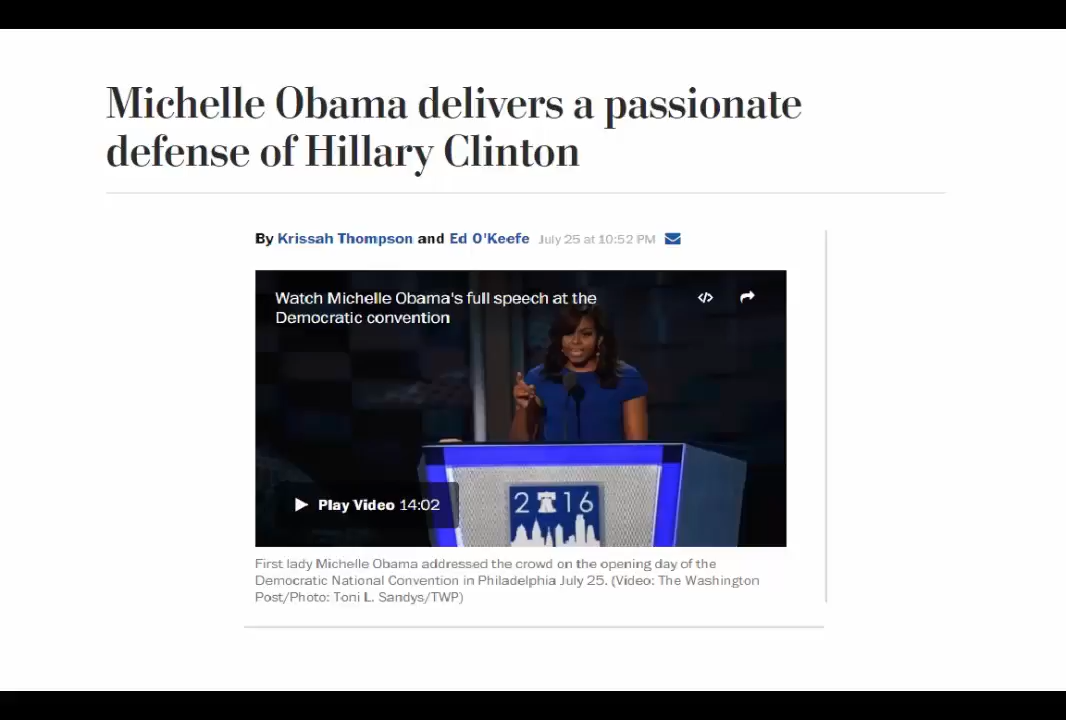 Michelle Obama delivers a passionate
defense of Hillary Clinton
By Krissah Thompson and Ed O'Keefe July 25 at 10:52 PM
Watch Michelle Obama's full speech at the
Democratic convention
2016
Play Video 14:02
First lady Michelle Obama addressed the crowd on the opening day of the
Democratic National Convention in Philadelphia July 25. (Video: The Washington
Post/Photo: Toni L. Sandys/TWP)